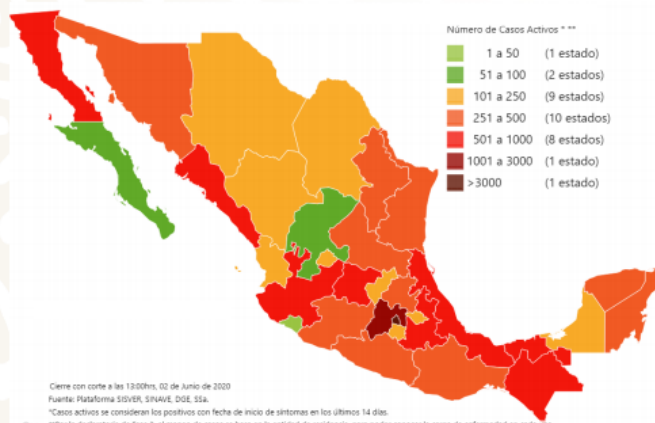 Número de Casos Activos * **
1 a 50 (1 estado)
51 a 100 (2 estados)
101 a 250 (9 estados)
251 a 500 (10 estados)
501 a 1000 (8 estados)
1001 a 3000 (1 estado)
>3000 (1 estado)
Cierre con corte a las 13:00hrs, 02 de Junio de 2020
Fuente: Plataforma SISVER, SINAVE, DGE, SSa.
*Casos activos se consideran los positivos con fecha de inicio de síntomas en los últimos 14 días.